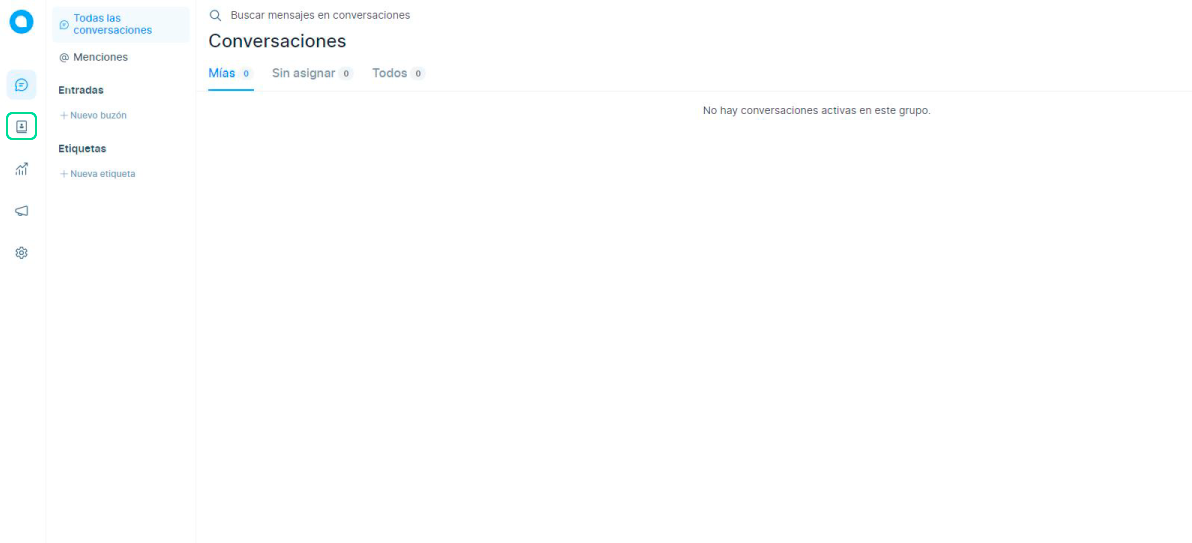 Todas las
conversaciones
@ Menciones
Entradas
+ Nuevo buzón
Etiquetas
+ Nueva etiqueta
Buscar mensajes en conversaciones
Conversaciones
Mías 0 Sin asignar 0 Todos 0
No hay conversaciones activas en este grupo.